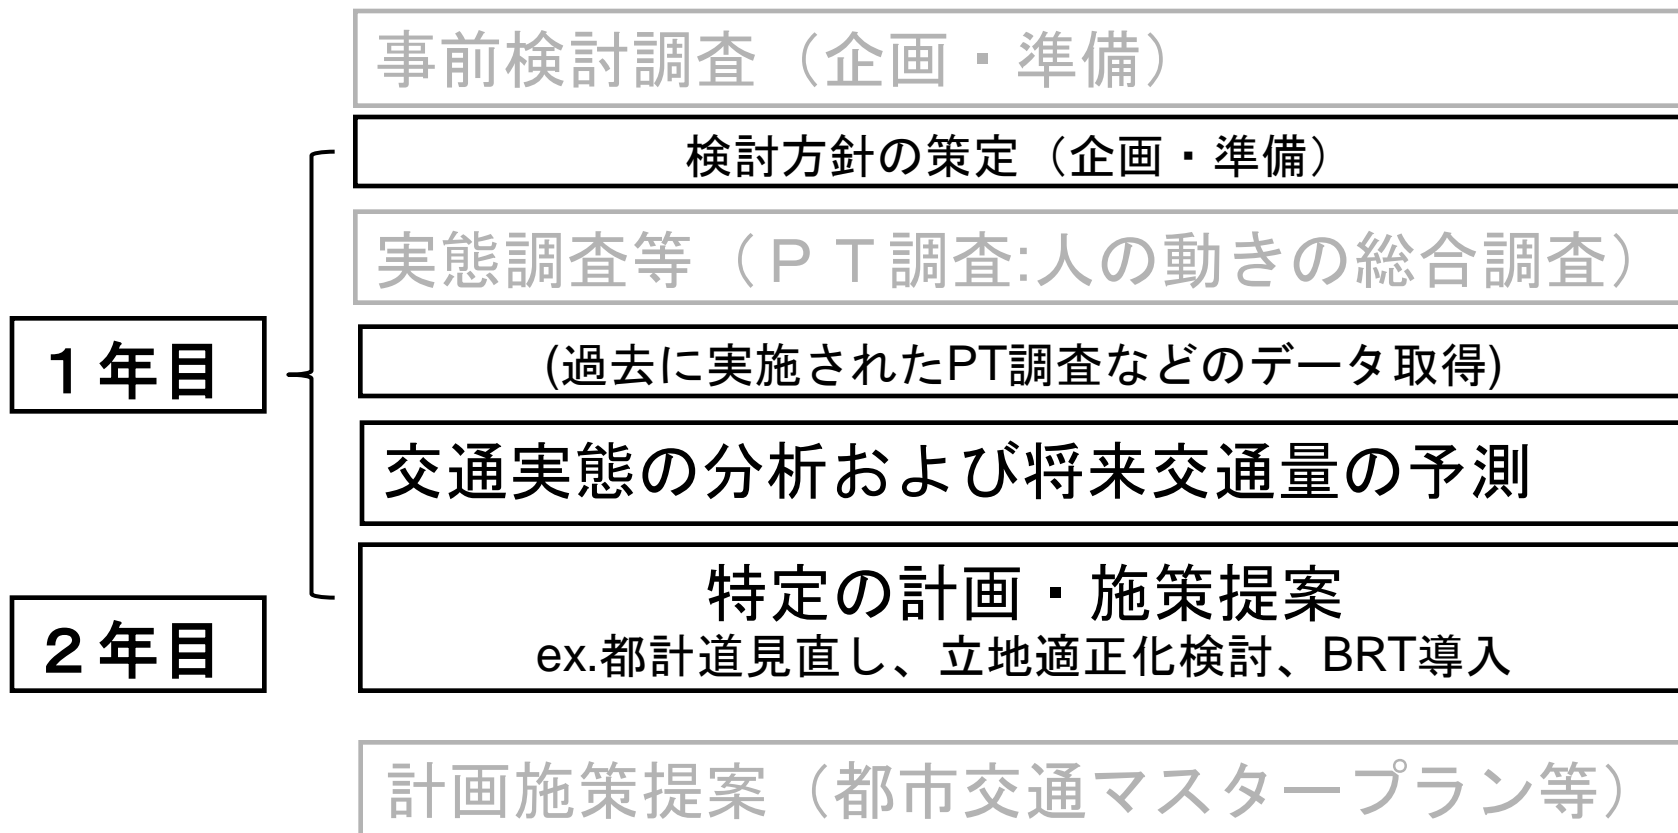 事前検討調査（企画・準備）
検討方針の策定（企画・準備）
実態調査等（ＰＴ調査:人の動きの総合調査）
１年目
(過去に実施されたPT調査などのデータ取得)
交通実態の分析および将来交通量の予測
特定の計画・施策提案
２年目
ex.都計道見直し、立地適正化検討、BRT導入
計画施策提案（都市交通マスタープラン等）